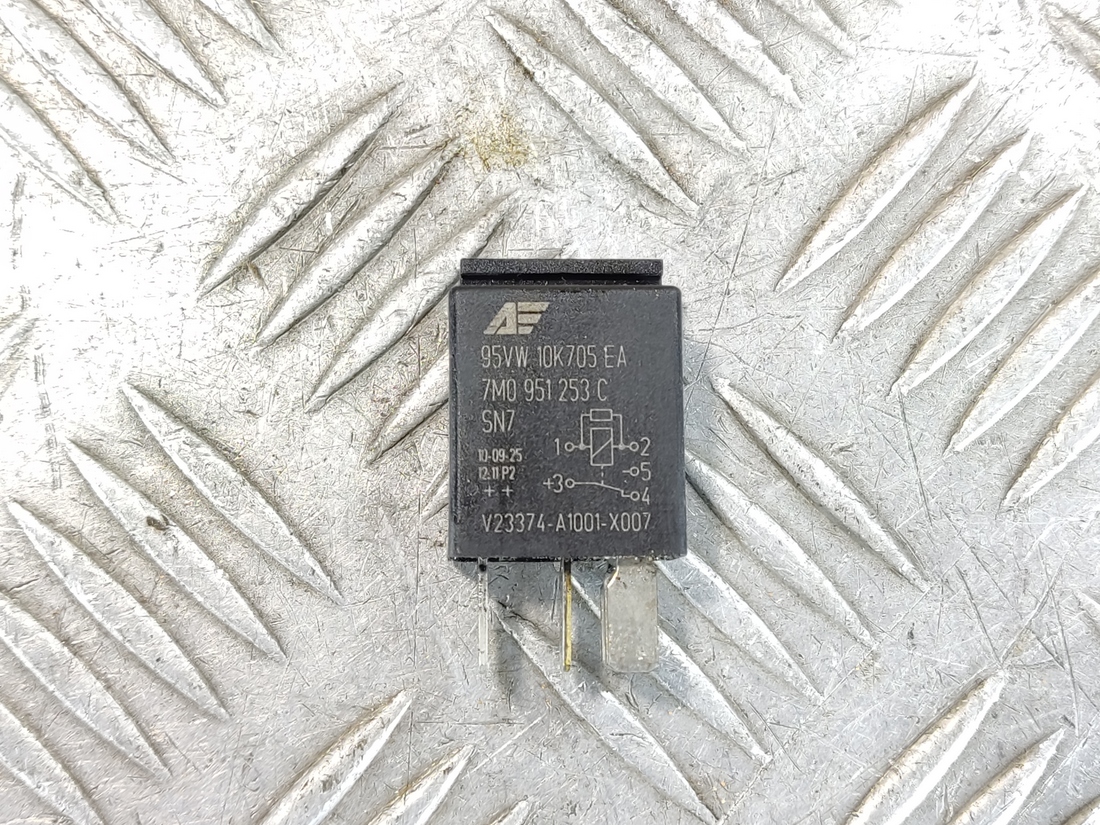 AE
95VW 10K705 EA
7M0 951 253 C
SN7
10-09-25
12.11 P2
++
1 2
5
+3 4
V23374-A1001-X007